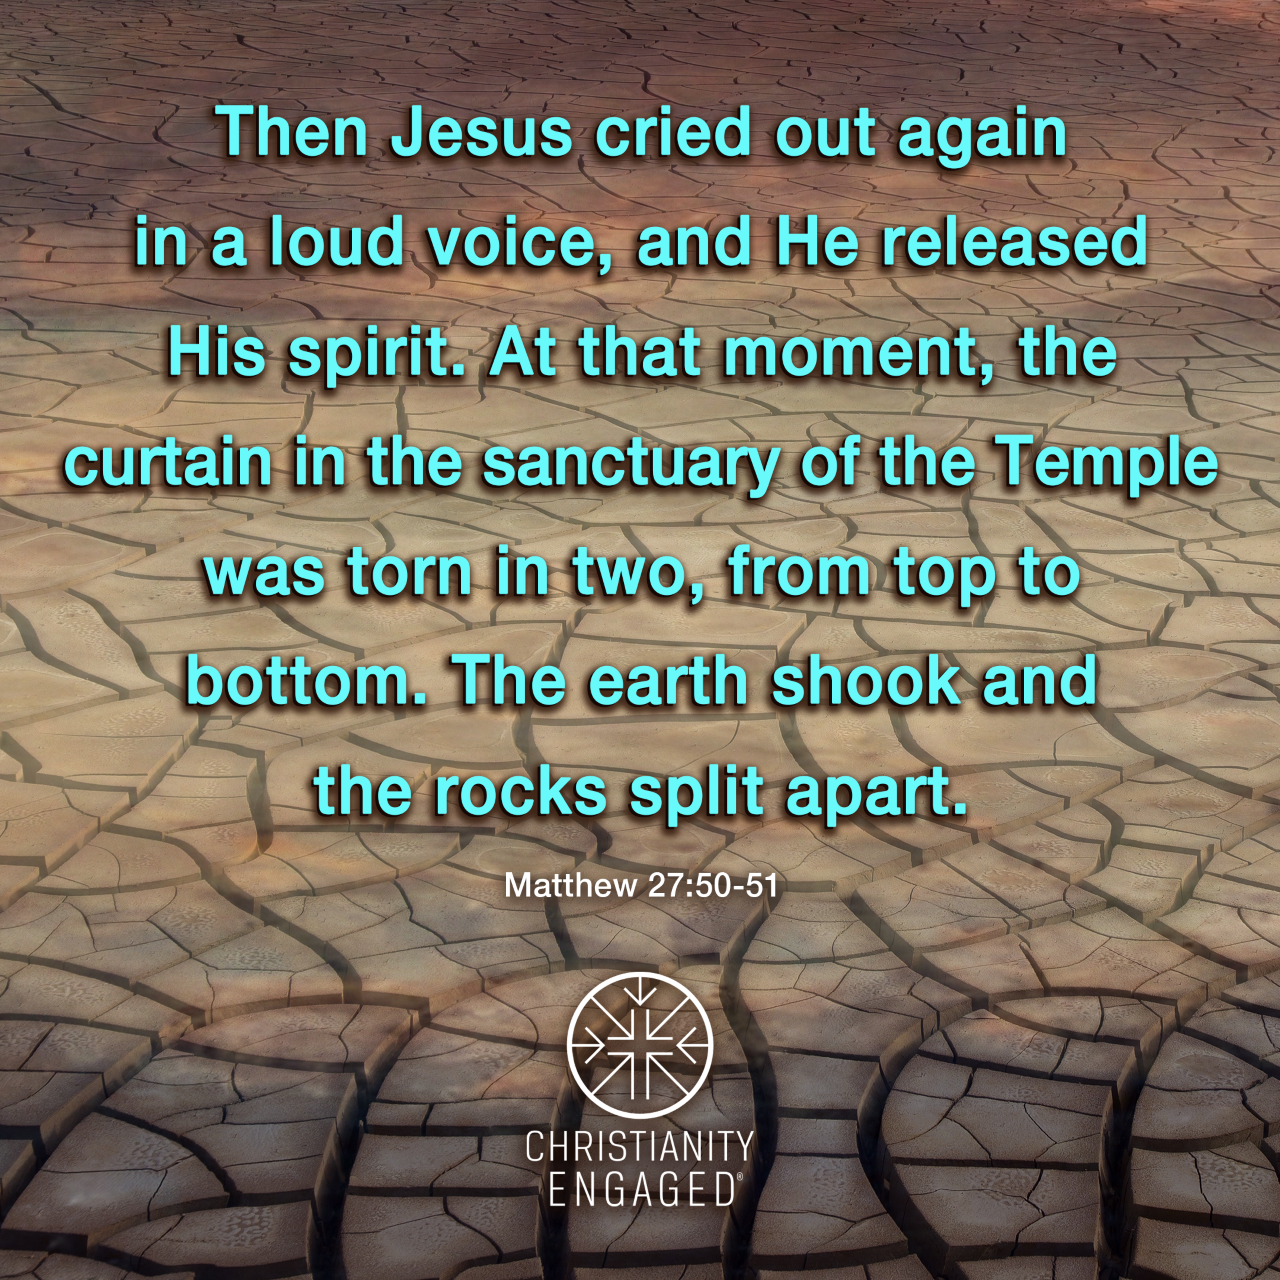 Then Jesus cried out again
in a loud voice, and He released
His spirit. At that moment, the
curtain in the sanctuary of the Temple
was torn in two, from top to
bottom. The earth shook and
the rocks split apart.
Matthew 27:50-51
CHRISTIANITY
ENGAGED®